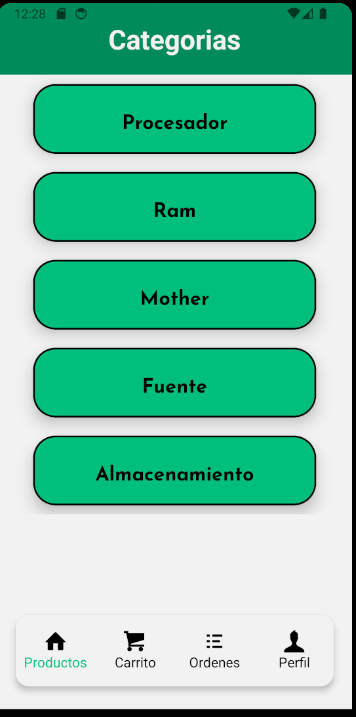 12:28
Categorias
Procesador
Ram
Mother
Fuente
Almacenamiento
Productos Carrito Ordenes Perfil